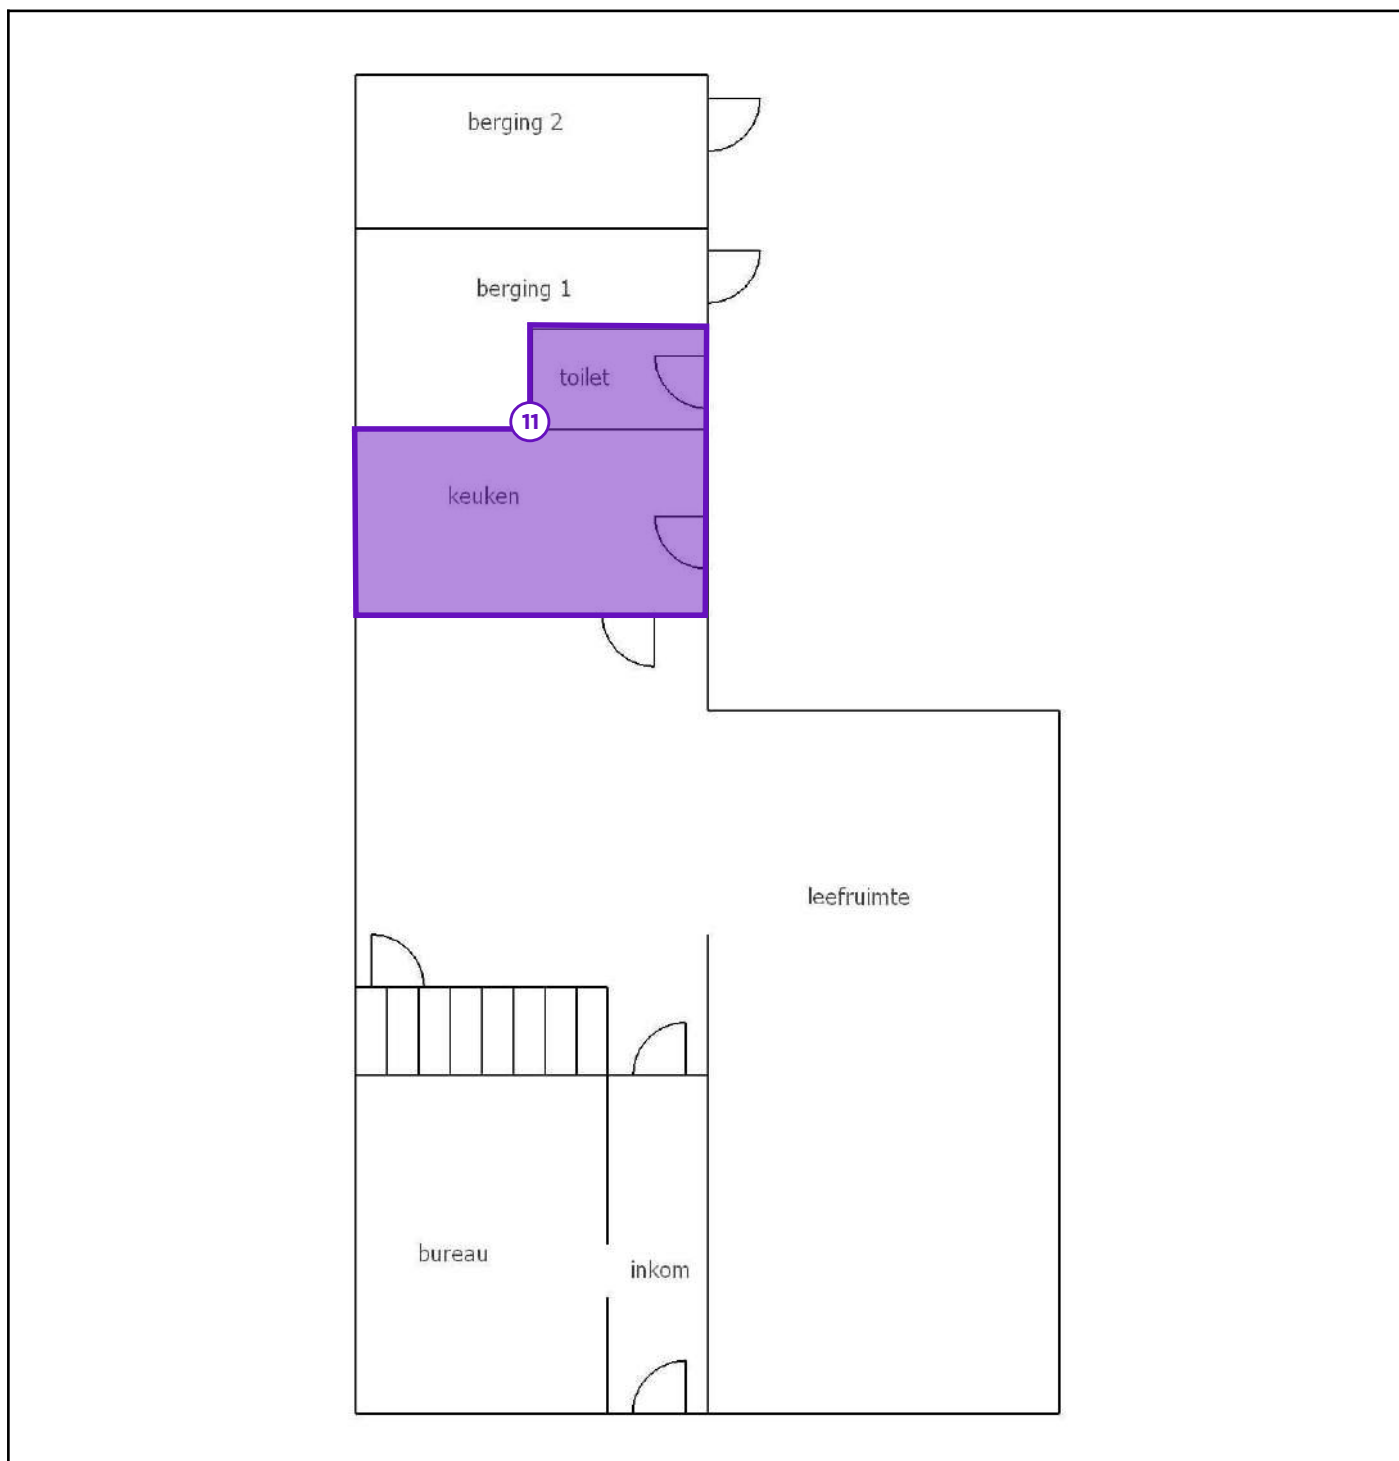 berging 2
berging 1
toilet
11
keuken
leefruimte
bureau
inkom